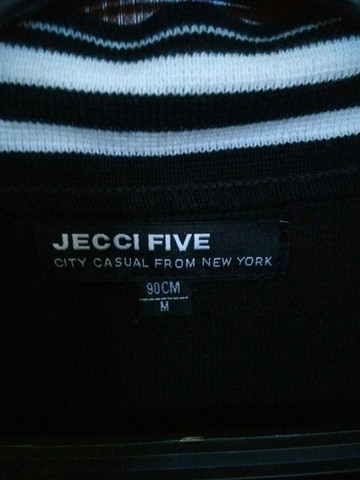 JECCI FIVE
CITY CASUAL FROM NEW YORK
90CM
M